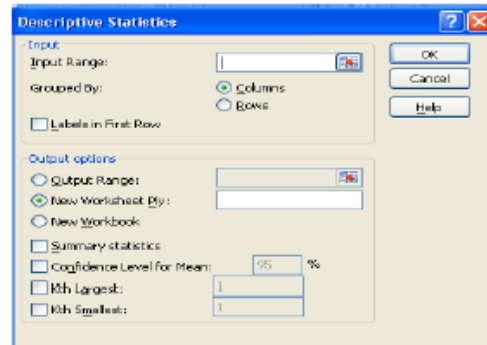 Descriptive Statistics
Input
Input Range:
Grouped By:
Columns
Rows
Labels in First Row
OK
Cancel
Help
Output options
Output Range:
New Worksheet Ply:
New Workbook
Summary statistics
Confidence Level for Mean: 95 %
Kth Largest: 1
Kth Smallest: 1